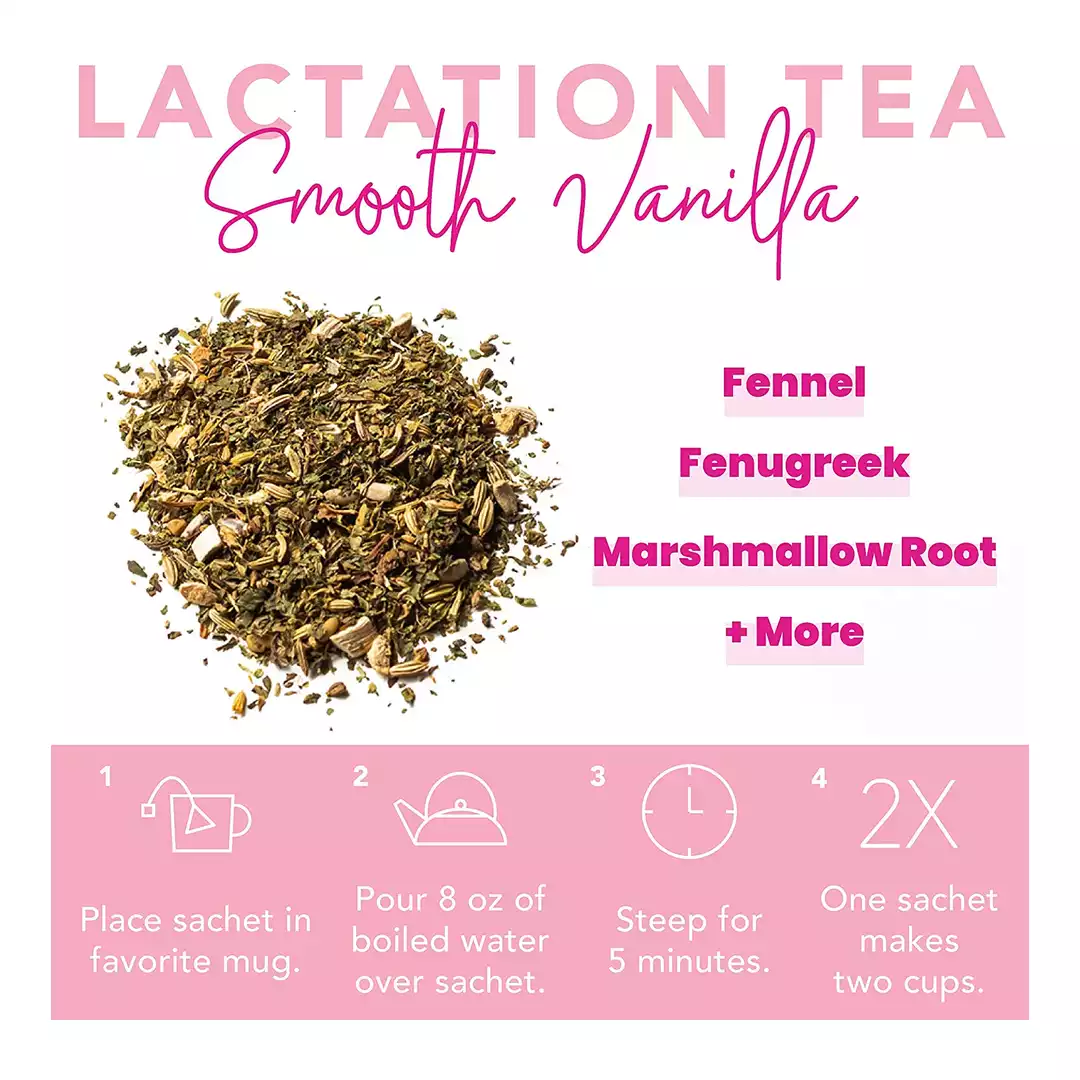 LACTATION TEA
Smooth Vanilla
Fennel
Fenugreek
Marshmallow Root
+ More
1
Place sachet in
favorite mug.
2
Pour 8 oz of
boiled water
over sachet.
3
Steep for
5 minutes.
4
2X
One sachet
makes
two cups.